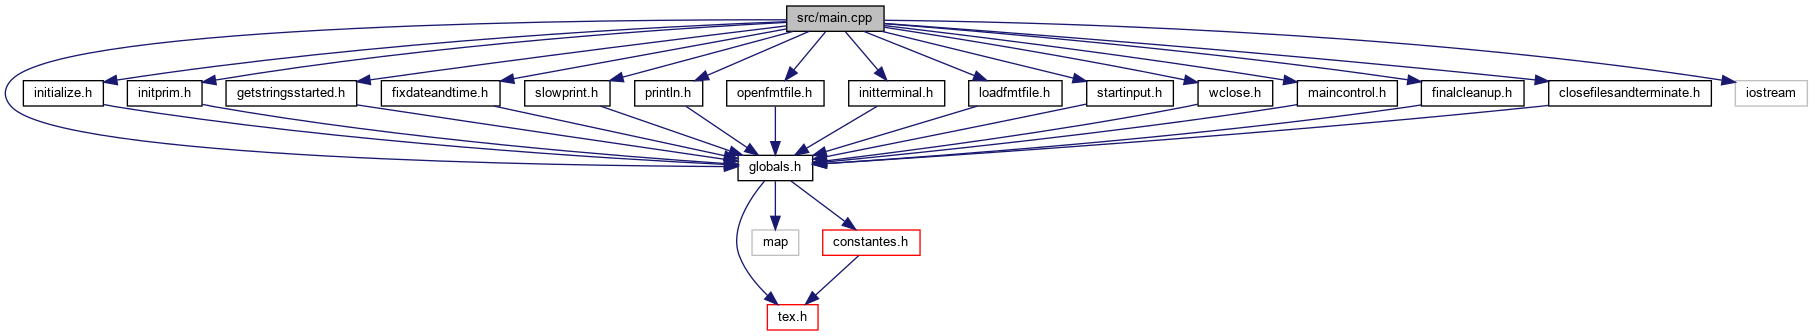 src/main.cpp
initialize.h
initprim.h
getstringsstarted.h
fixdateandtime.h
slowprint.h
println.h
openfmtfile.h
initterminal.h
loadfmtfile.h
startinput.h
wclose.h
maincontrol.h
finalcleanup.h
closefilesandterminate.h
iostream
globals.h
map
constantes.h
tex.h